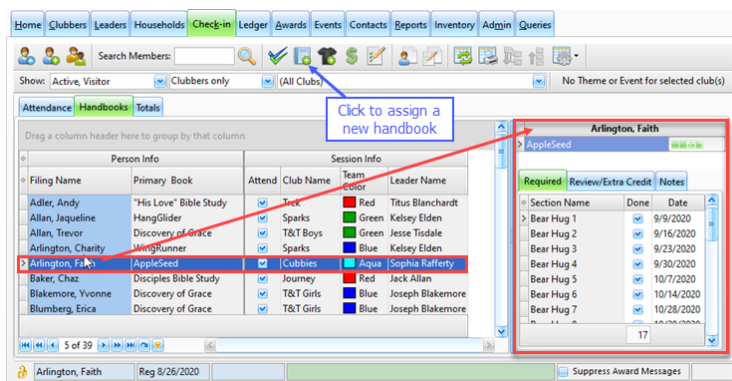 Home Clubbers Leaders Households Check-in Ledger Awards Events Contacts Reports Inventory Admin Queries
Search Members:
Show: Active, Visitor Clubbers only (All Clubs) No Theme or Event for selected club(s)
Attendance Handbooks Totals
Click to assign a
new handbook
Drag a column header here to group by that column
Person Info Session Info
Filing Name Primary Book Attend Club Name Team Color Leader Name
Adler, Andy "His Love" Bible Study Trek Red Titus Blanchardt
Allan, Jaqueline HangGlider Sparks Green Kelsey Elden
Allan, Trevor Discovery of Grace T&T Boys Green Jesse Tisdale
Arlington, Charity WingRunner Sparks Blue Kelsey Elden
Arlington, Faith AppleSeed Cubbies Aqua Sophia Rafferty
Baker, Chaz Disciples Bible Study Journey Red Jack Allan
Blakemore, Yvonne Discovery of Grace T&T Girls Blue Joseph Blakemore
Blumberg, Erica Discovery of Grace T&T Girls Blue Joseph Blakemore
5 of 39
Arlington, Faith
AppleSeed
Required Review/Extra Credit Notes
Section Name Done Date
Bear Hug 1 9/9/2020
Bear Hug 2 9/16/2020
Bear Hug 3 9/23/2020
Bear Hug 4 9/30/2020
Bear Hug 5 10/7/2020
Bear Hug 6 10/14/2020
Bear Hug 7 10/28/2020
17
Arlington, Faith Reg 8/26/2020 Suppress Award Messages